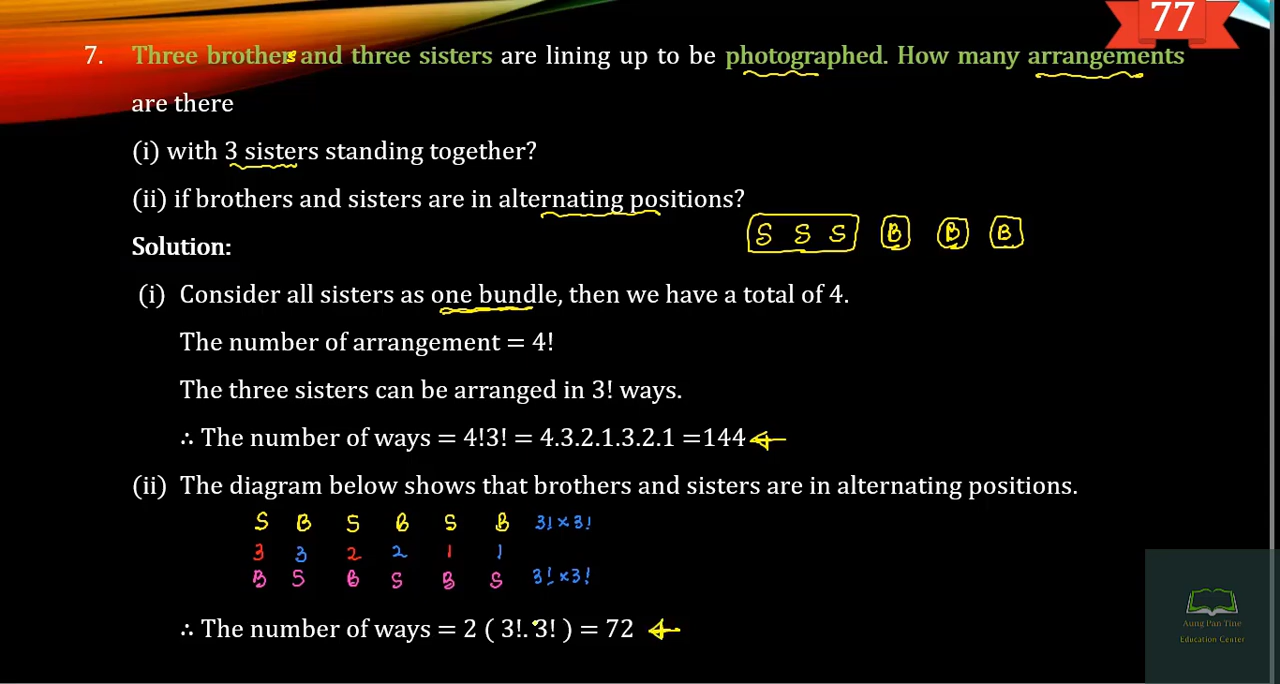 77
7. Three brothers and three sisters are lining up to be photographed. How many arrangements
are there
(i) with 3 sisters standing together?
(ii) if brothers and sisters are in alternating positions?
S S S B B B
Solution:
(i) Consider all sisters as one bundle, then we have a total of 4.
The number of arrangement = 4!
The three sisters can be arranged in 3! ways.
∴ The number of ways = 4!3! = 4.3.2.1.3.2.1 =144
(ii) The diagram below shows that brothers and sisters are in alternating positions.
S B S B S B 3! × 3!
3 3 2 2 1 1
B S B S B S 3! × 3!
∴ The number of ways = 2 ( 3!. 3! ) = 72
Aung Pan Tine
Education Center